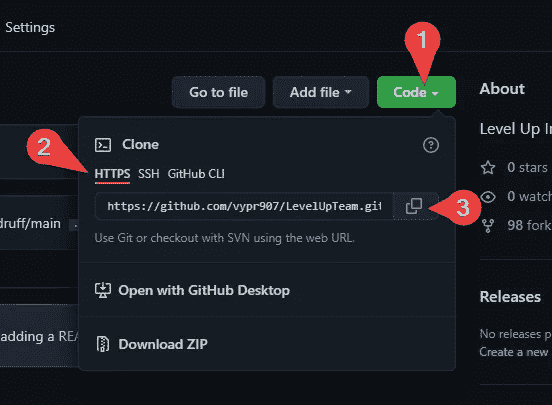 Settings
1
Go to file
Add file
Code
About
Clone
Level Up In
2
HTTPS SSH GitHub CLI
0 stars
https://github.com/vypr907/LevelUpTeam.git
3
0 watch
druff/main
98 fork
Use Git or checkout with SVN using the web URL.
Open with GitHub Desktop
Releases
adding a REA
No releases p
Create a new
Download ZIP